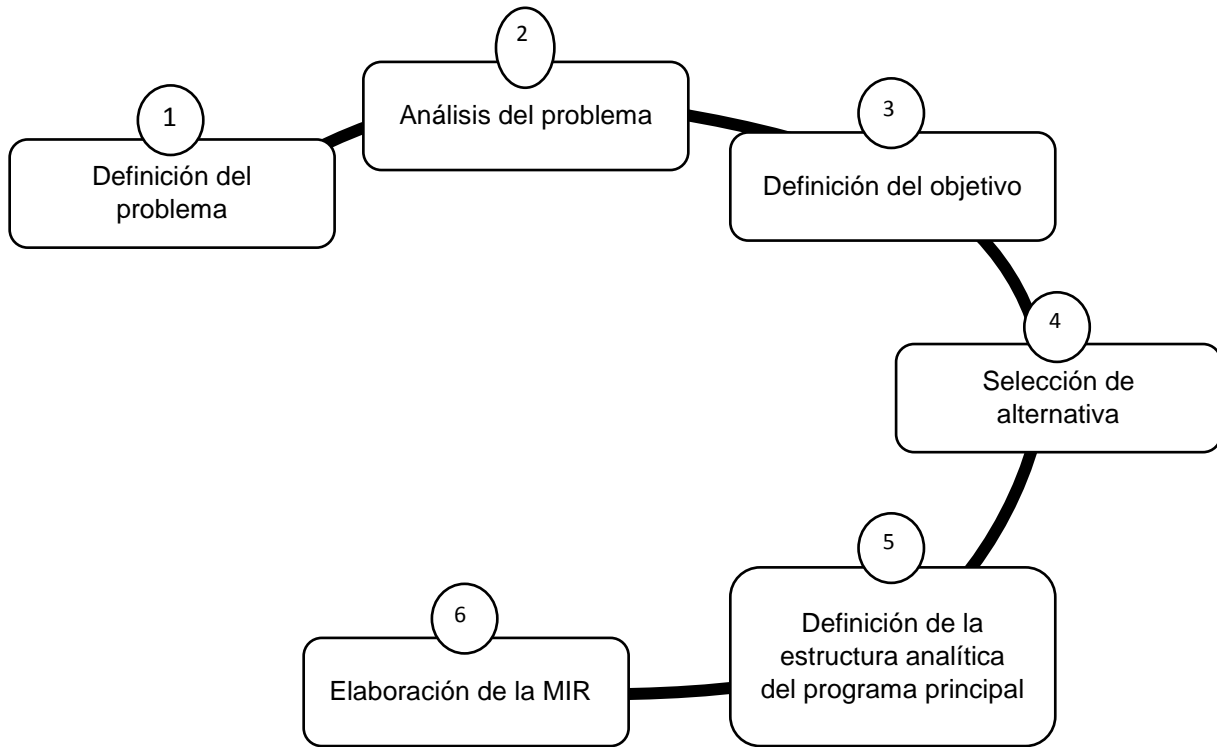 1
Definición del
problema
2
Análisis del problema
3
Definición del objetivo
4
Selección de
alternativa
5
Definición de la
estructura analítica
del programa principal
6
Elaboración de la MIR